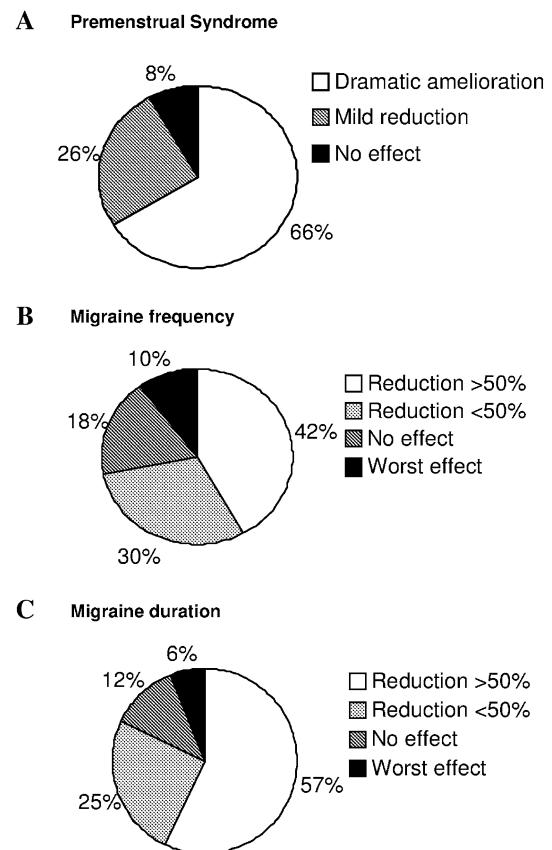 A Premenstrual Syndrome
8%
Dramatic amelioration
Mild reduction
26%
No effect
66%
B Migraine frequency
10%
Reduction >50%
Reduction <50%
18%
42%
No effect
Worst effect
30%
C Migraine duration
6%
12%
Reduction >50%
Reduction <50%
No effect
Worst effect
57%
25%